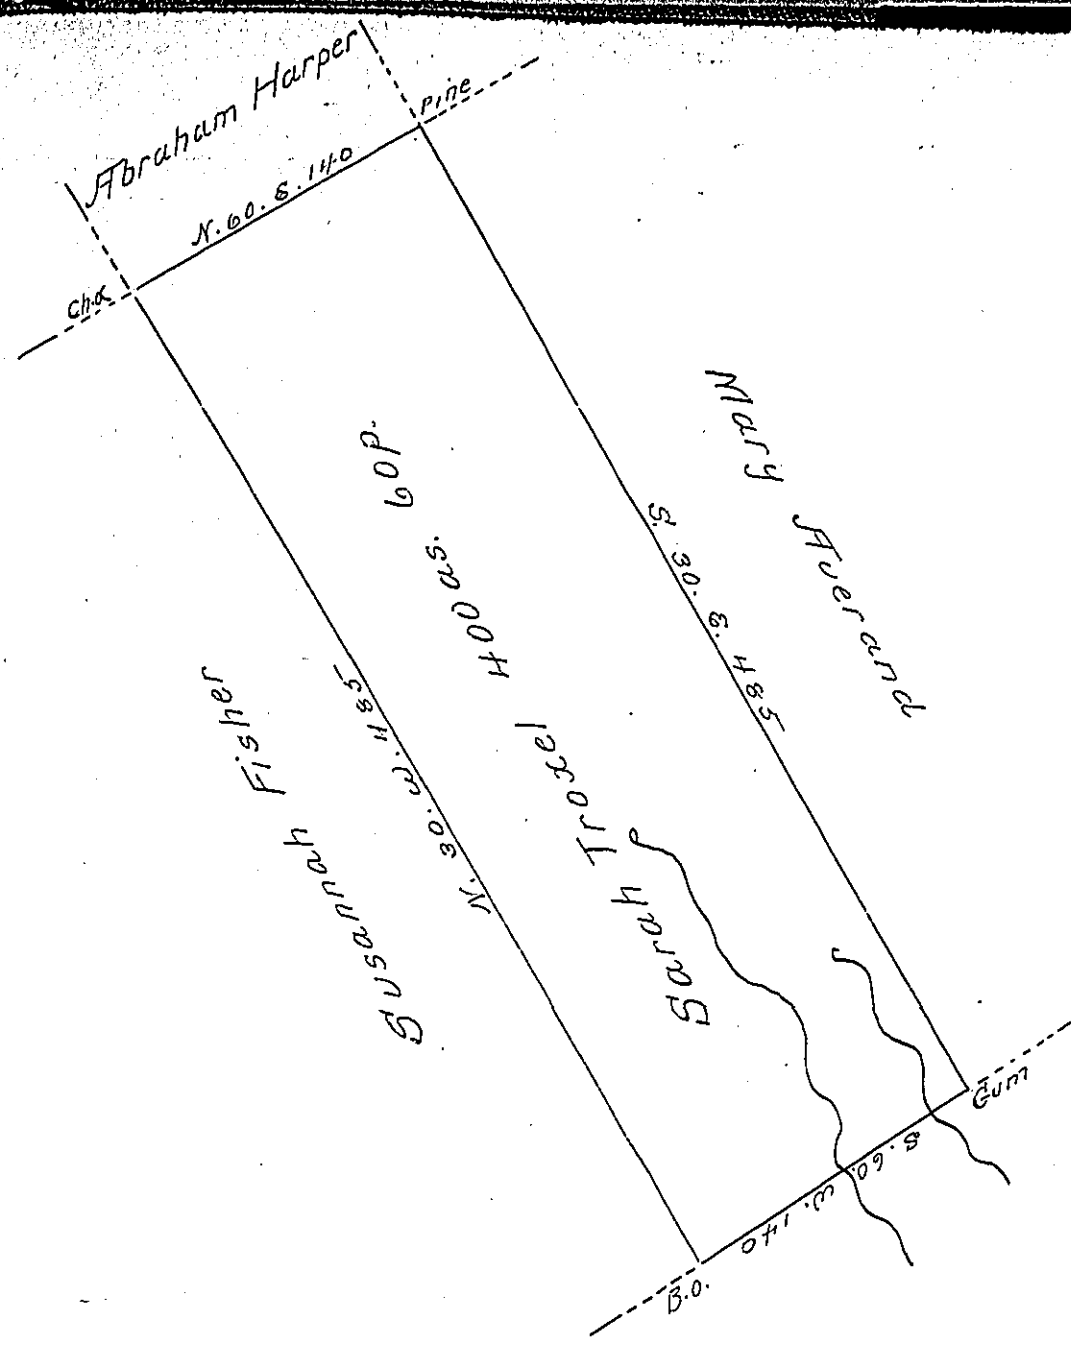 Abraham Harper
Pine
N. 60. E. 140
Ch.
Mary Averand
S. 30. E. 485
400 as. 60p.
Sarah Troxel
N. 30. W. 485
Susannah Fisher
Gum
S. 60. W. 140
B.O.